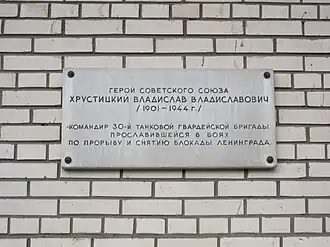 ГЕРОЙ СОВЕТСКОГО СОЮЗА
ХРУСТИЦКИЙ ВЛАДИСЛАВ ВЛАДИСЛАВОВИЧ
/1901-1944 г./
-КОМАНДИР 30-й ТАНКОВОЙ ГВАРДЕЙСКОЙ БРИГАДЫ,
ПРОСЛАВИВШЕЙСЯ В БОЯХ
ПО ПРОРЫВУ И СНЯТИЮ БЛОКАДЫ ЛЕНИНГРАДА.